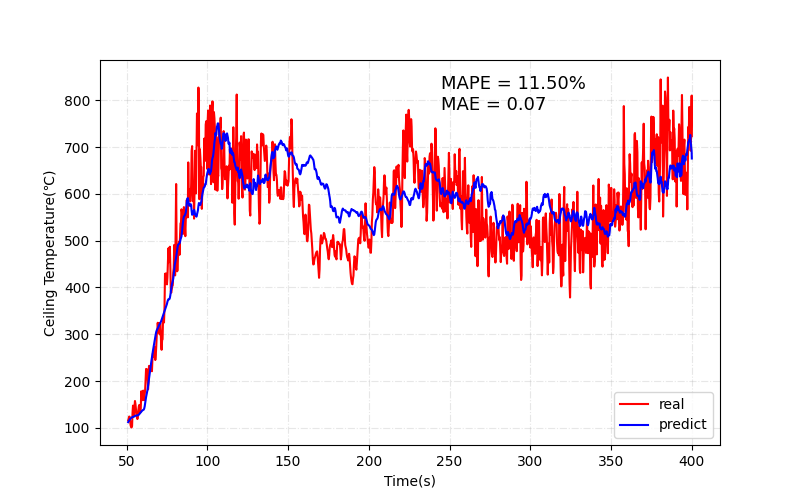 MAPE = 11.50%
MAE = 0.07
800
700
600
500
400
300
200
100
Ceiling Temperature(℃)
real
predict
50 100 150 200 250 300 350 400
Time(s)